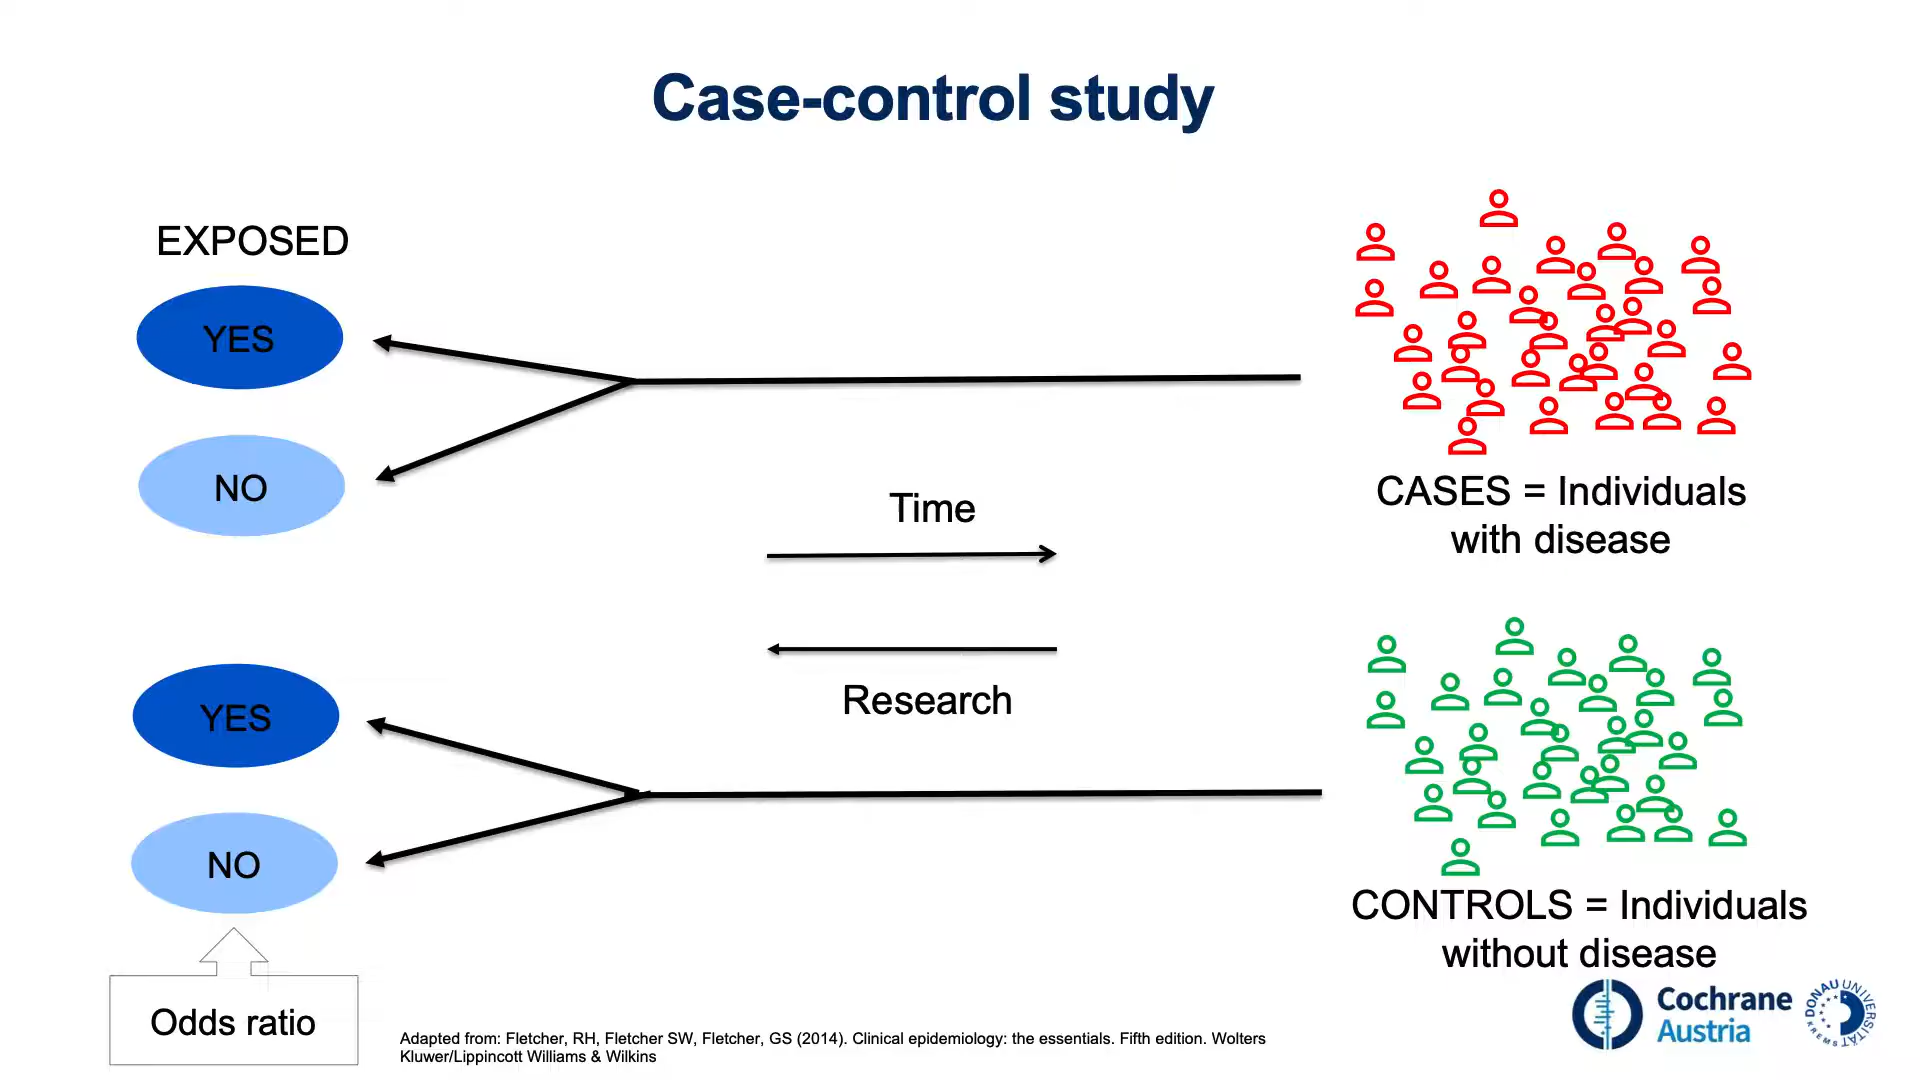 Case-control study
EXPOSED
YES
NO
CASES = Individuals
with disease
Time
Research
YES
NO
CONTROLS = Individuals
without disease
Odds ratio
Adapted from: Fletcher, RH, Fletcher SW, Fletcher, GS (2014). Clinical epidemiology: the essentials. Fifth edition. Wolters
Kluwer/Lippincott Williams & Wilkins
Cochrane
Austria
DONAU UNIVERSITÄT
KREMS